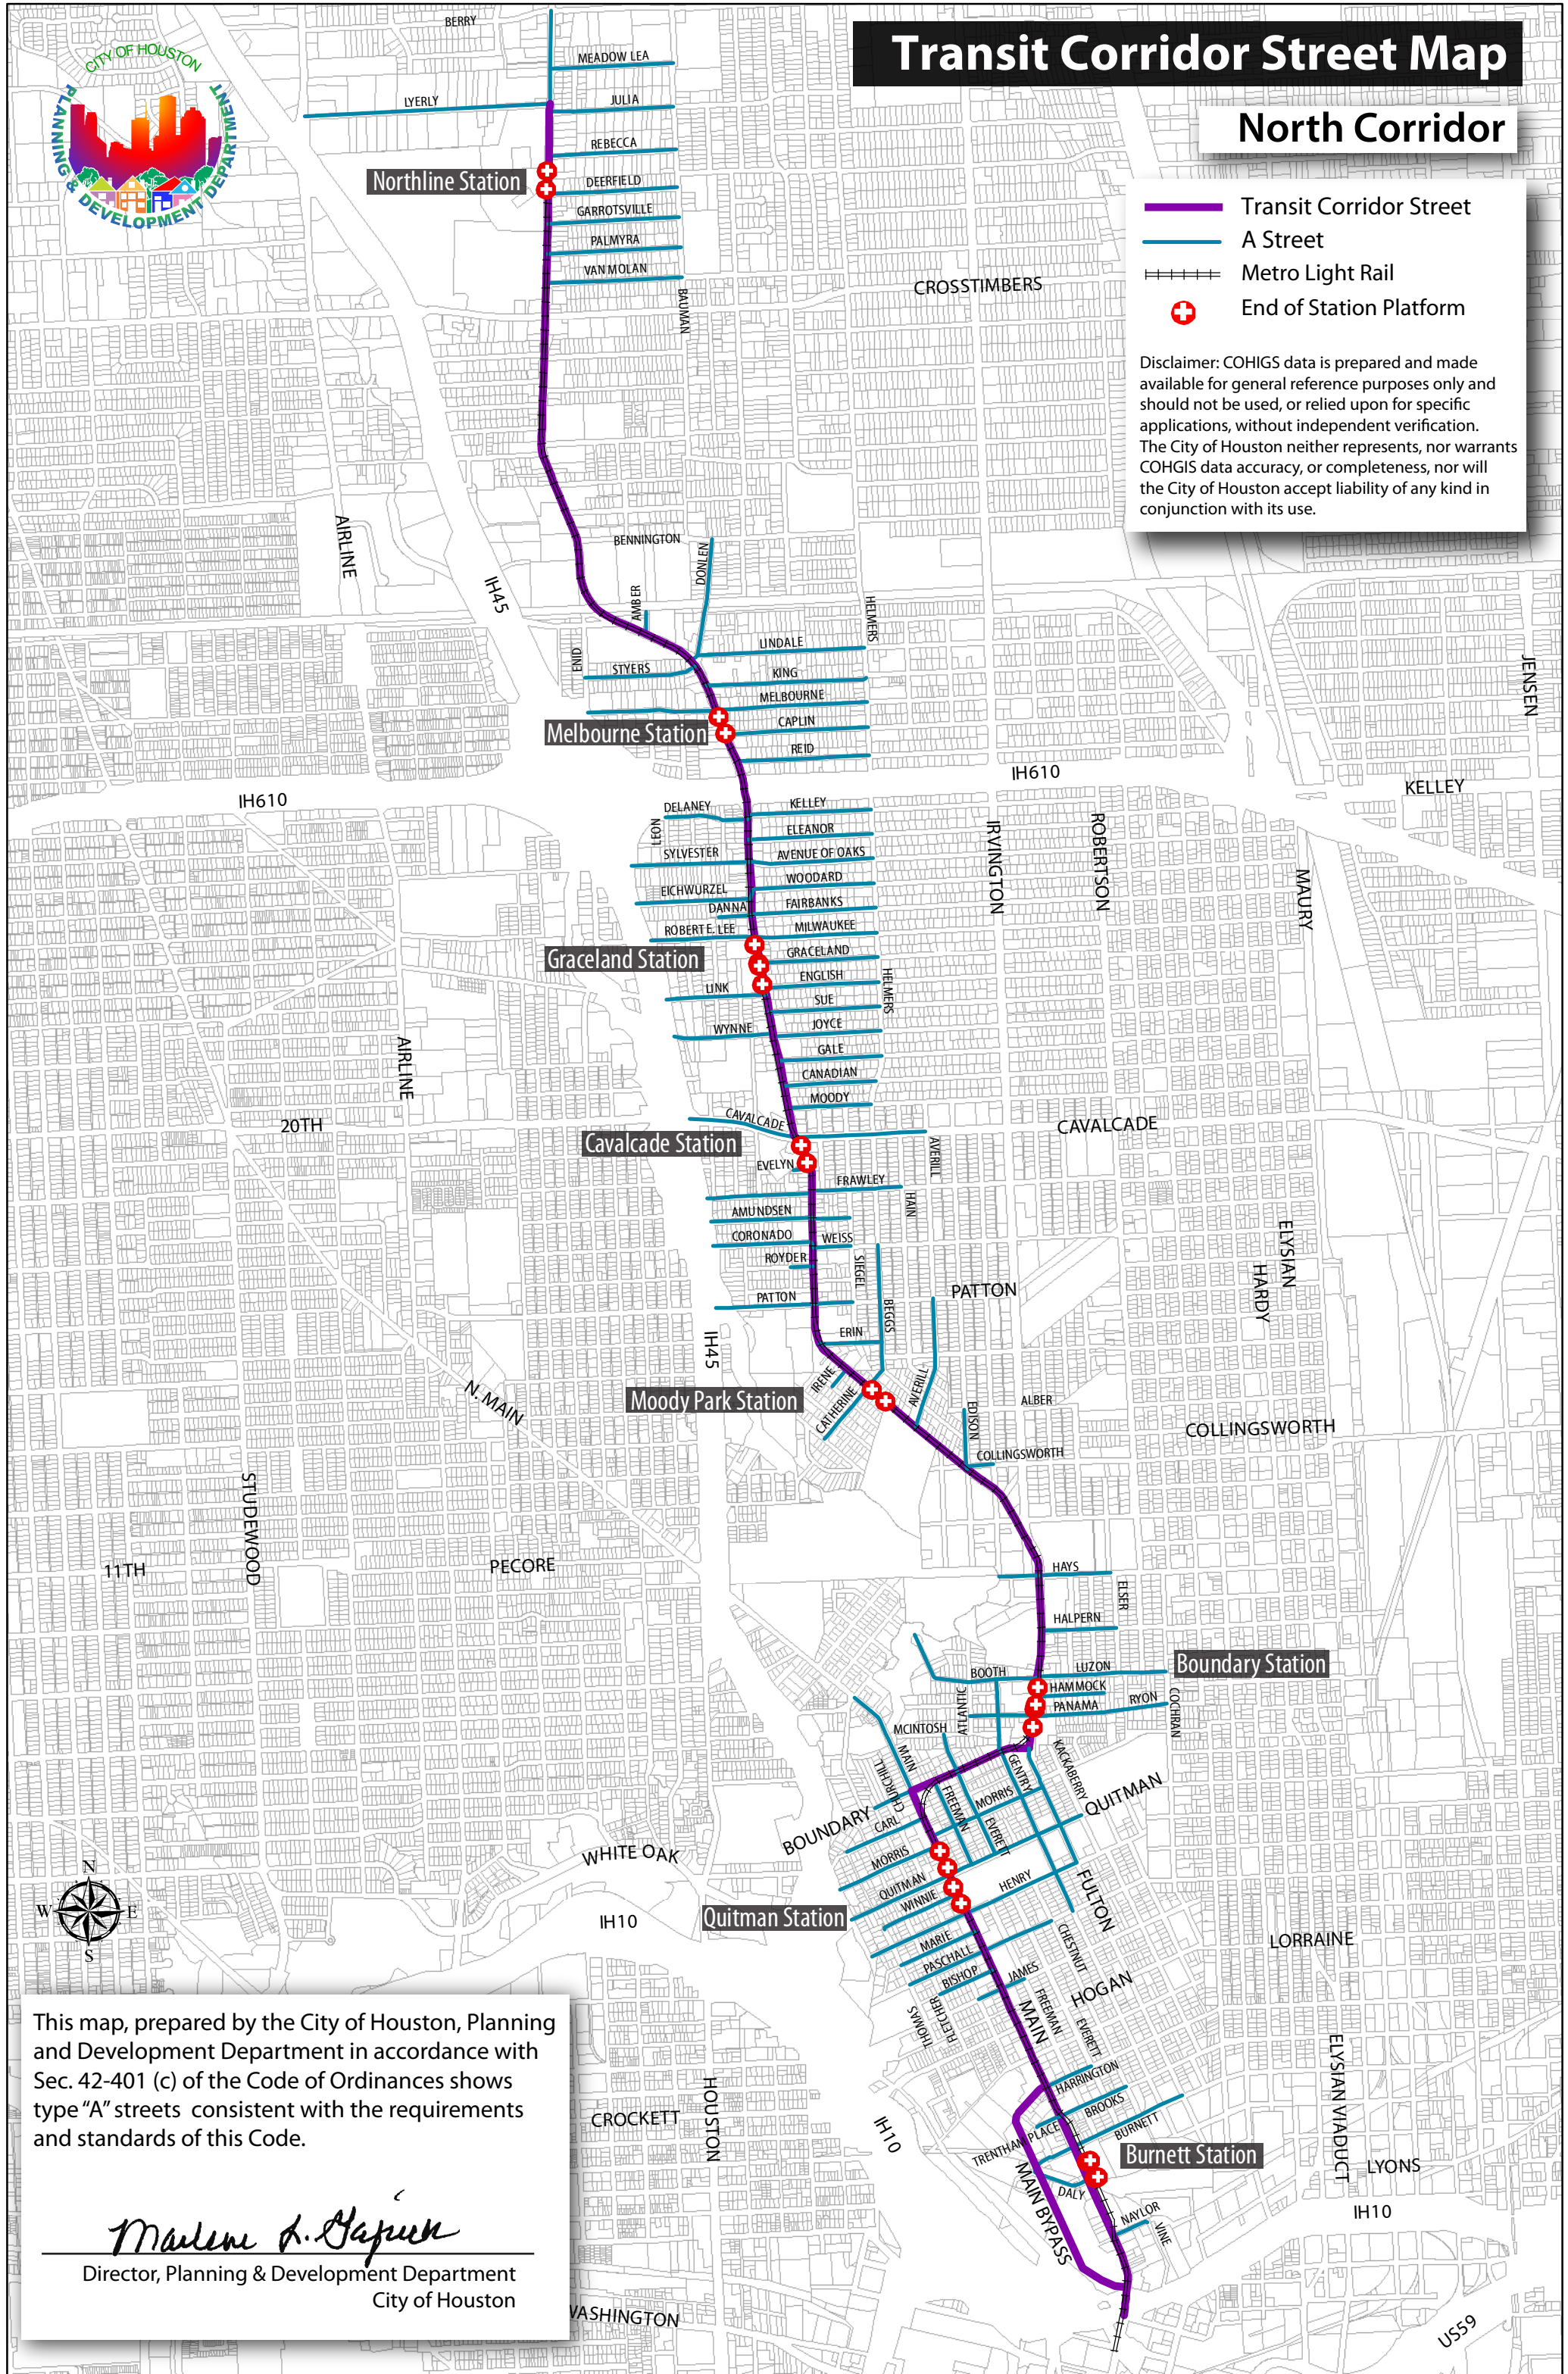 CITY OF HOUSTON
PLANNING & DEVELOPMENT DEPARTMENT
Transit Corridor Street Map
North Corridor
Transit Corridor Street
A Street
Metro Light Rail
End of Station Platform
Disclaimer: COHIGS data is prepared and made
available for general reference purposes only and
should not be used, or relied upon for specific
applications, without independent verification.
The City of Houston neither represents, nor warrants
COHGIS data accuracy, or completeness, nor will
the City of Houston accept liability of any kind in
conjunction with its use.
BERRY
MEADOW LEA
LYERLY
JULIA
REBECCA
Northline Station
DEERFIELD
GARROTSVILLE
PALMYRA
VAN MOLAN
BAUMAN
CROSSTIMBERS
AIRLINE
IH45
BENNINGTON
DONLEN
AMBER
HELMERS
ENID
LINDALE
STYERS
KING
MELBOURNE
Melbourne Station
CAPLIN
REID
JENSEN
IH610
IH610
KELLEY
DELANEY
KELLEY
LEON
ELEANOR
SYLVESTER
AVENUE OF OAKS
IRVINGTON
ROBERTSON
MAURY
WOODARD
EICHWURZEL
DANNA
FAIRBANKS
ROBERT E. LEE
MILWAUKEE
Graceland Station
GRACELAND
ENGLISH
HELMERS
LINK
SUE
WYNNE
JOYCE
GALE
AIRLINE
CANADIAN
MOODY
20TH
CAVALCADE
CAVALCADE
Cavalcade Station
AVERILL
EVELYN
FRAWLEY
HAIN
AMUNDSEN
CORONADO
WEISS
ROYDER
SIEGEL
ELYSIAN
HARDY
PATTON
PATTON
BEGGS
ERIN
IH45
IRENE
N. MAIN
Moody Park Station
CATHERINE
AVERILL
EDISON
ALBER
COLLINGSWORTH
COLLINGSWORTH
STUDEWOOD
11TH
PECORE
HAYS
ELSER
HALPERN
BOOTH
LUZON
Boundary Station
HAMMOCK
ATLANTIC
PANAMA
RYON
COCHRAN
MCINTOSH
MAIN
KACKABERRY
GENTRY
CHURCHILL
FREEMAN
MORRIS
QUITMAN
BOUNDARY
CARL
EVERETT
WHITE OAK
MORRIS
QUITMAN
HENRY
WINNIE
FULTON
IH10
Quitman Station
MARIE
CHESTNUT
LORRAINE
PASCHALL
BISHOP
JAMES
HOGAN
FLETCHER
THOMAS
MAIN
FREEMAN
EVERETT
HARRINGTON
BROOKS
BURNETT
TRENTHAM PLACE
Burnett Station
ELYSIAN VIADUCT
LYONS
HOUSTON
CROCKETT
IH10
MAIN BYPASS
DALY
NAYLOR
VINE
IH10
WASHINGTON
US59
N
W E
S
This map, prepared by the City of Houston, Planning
and Development Department in accordance with
Sec. 42-401 (c) of the Code of Ordinances shows
type “A” streets consistent with the requirements
and standards of this Code.
Marlene L. Gafrick
Director, Planning & Development Department
City of Houston